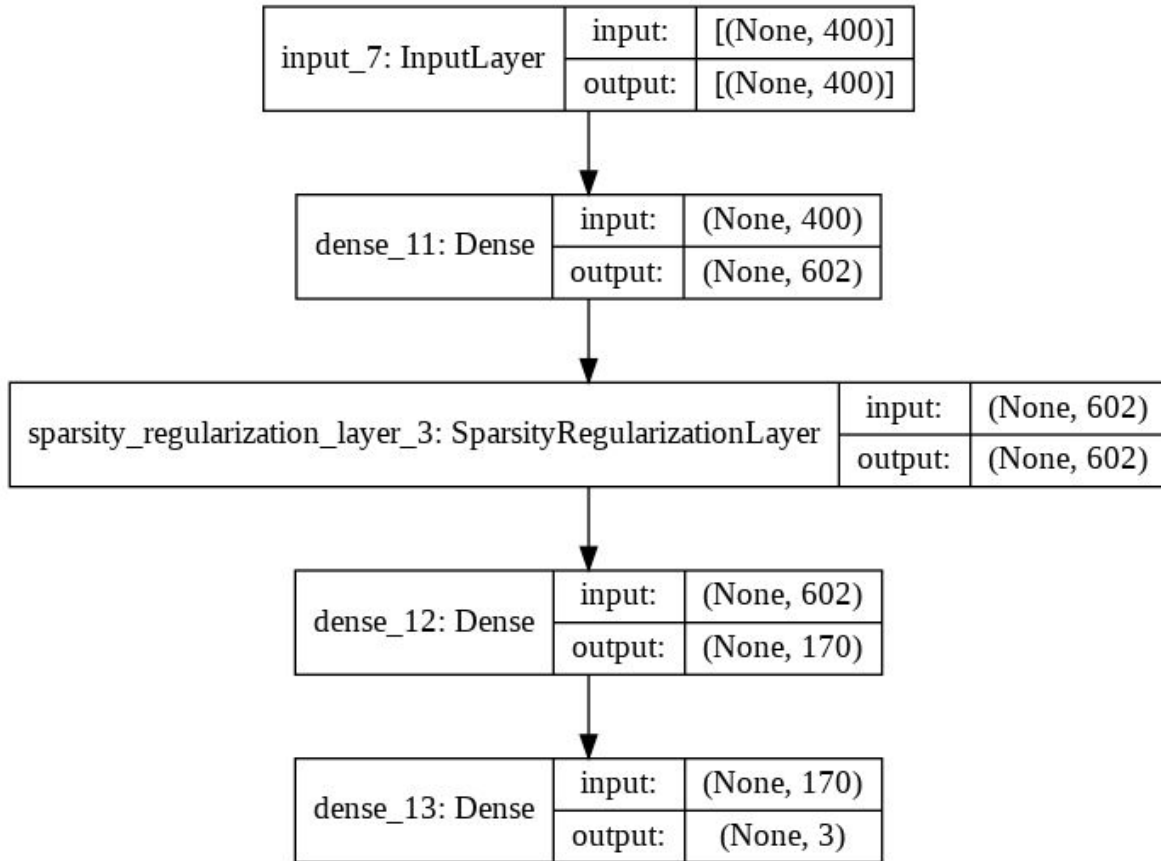 input_7: InputLayer
input: [(None, 400)]
output: [(None, 400)]
dense_11: Dense
input: (None, 400)
output: (None, 602)
sparsity_regularization_layer_3: SparsityRegularizationLayer
input: (None, 602)
output: (None, 602)
dense_12: Dense
input: (None, 602)
output: (None, 170)
dense_13: Dense
input: (None, 170)
output: (None, 3)